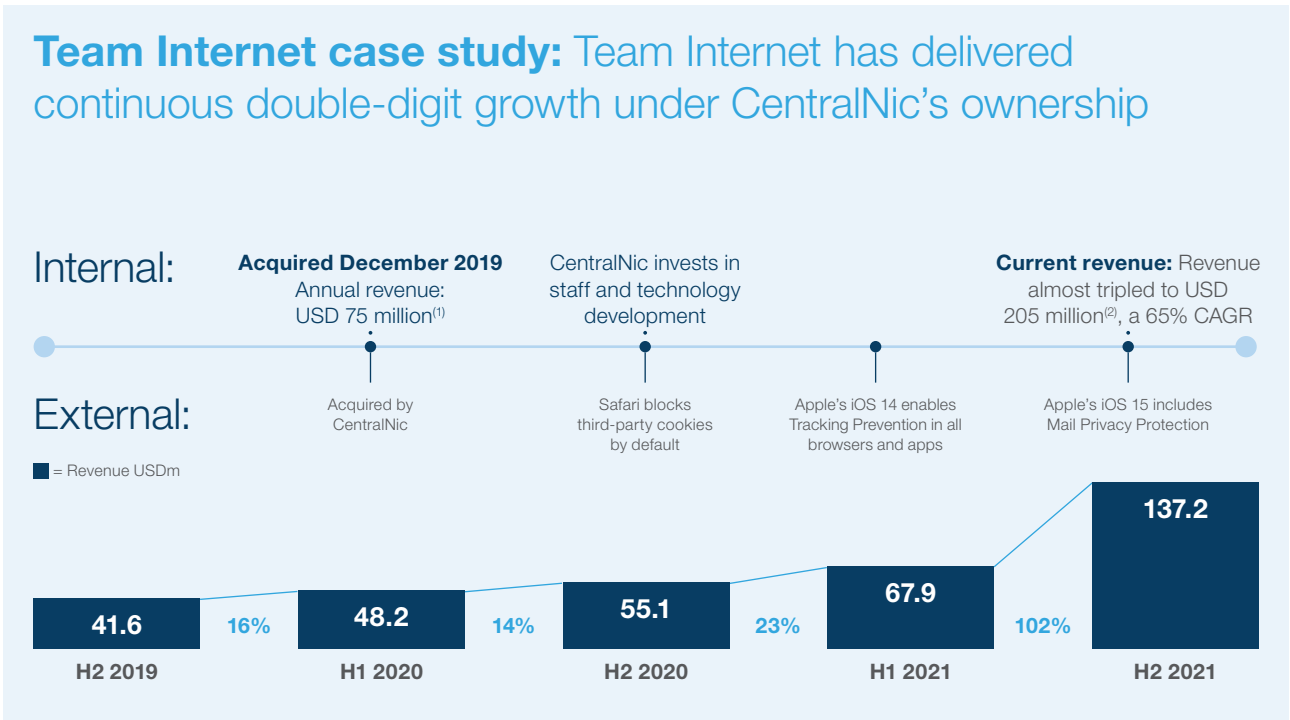 Team Internet case study: Team Internet has delivered
continuous double-digit growth under CentralNic's ownership
Internal:
Acquired December 2019
Annual revenue:
USD 75 million(1)
CentralNic invests in
staff and technology
development
Current revenue: Revenue
almost tripled to USD
205 million(2), a 65% CAGR
External:
Acquired by
CentralNic
Safari blocks
third-party cookies
by default
Apple's iOS 14 enables
Tracking Prevention in all
browsers and apps
Apple's iOS 15 includes
Mail Privacy Protection
= Revenue USDm
41.6
16%
48.2
14%
55.1
23%
67.9
102%
137.2
H2 2019
H1 2020
H2 2020
H1 2021
H2 2021